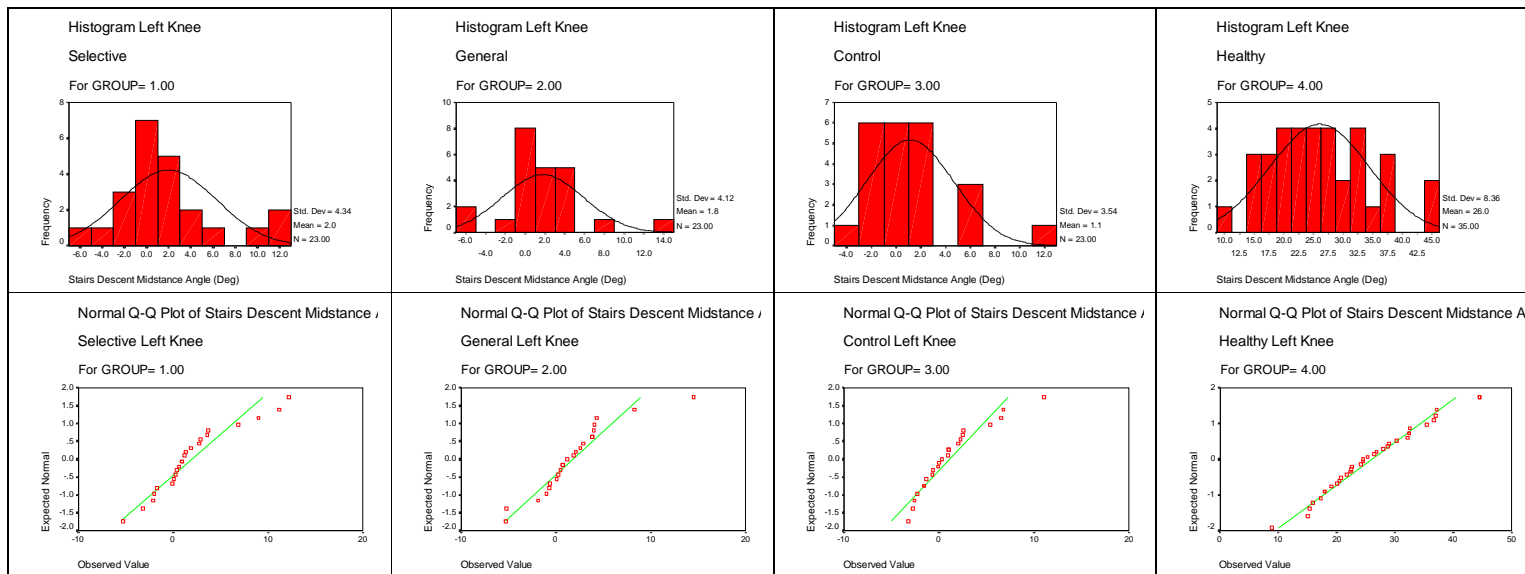 Histogram Left Knee
Selective
For GROUP= 1.00
8
6
4
2
0
Frequency
-6.0 -4.0 -2.0 0.0 2.0 4.0 6.0 8.0 10.0 12.0
Std. Dev = 4.34
Mean = 2.0
N = 23.00
Stairs Descent Midstance Angle (Deg)
Histogram Left Knee
General
For GROUP= 2.00
10
8
6
4
2
0
Frequency
-6.0 -2.0 2.0 6.0 10.0 14.0
-4.0 0.0 4.0 8.0 12.0
Std. Dev = 4.12
Mean = 1.8
N = 23.00
Stairs Descent Midstance Angle (Deg)
Histogram Left Knee
Control
For GROUP= 3.00
7
6
5
4
3
2
1
0
Frequency
-4.0 -2.0 0.0 2.0 4.0 6.0 8.0 10.0 12.0
Std. Dev = 3.54
Mean = 1.1
N = 23.00
Stairs Descent Midstance Angle (Deg)
Histogram Left Knee
Healthy
For GROUP= 4.00
5
4
3
2
1
0
Frequency
10.0 15.0 20.0 25.0 30.0 35.0 40.0 45.0
12.5 17.5 22.5 27.5 32.5 37.5 42.5
Std. Dev = 8.36
Mean = 26.0
N = 35.00
Stairs Descent Midstance Angle (Deg)
Normal Q-Q Plot of Stairs Descent Midstance
Selective Left Knee
For GROUP= 1.00
2.0
1.5
1.0
.5
0.0
-.5
-1.0
-1.5
-2.0
Expected Normal
-10 0 10 20
Observed Value
Normal Q-Q Plot of Stairs Descent Midstance
General Left Knee
For GROUP= 2.00
2.0
1.5
1.0
.5
0.0
-.5
-1.0
-1.5
-2.0
Expected Normal
-10 0 10 20
Observed Value
Normal Q-Q Plot of Stairs Descent Midstance
Control Left Knee
For GROUP= 3.00
2.0
1.5
1.0
.5
0.0
-.5
-1.0
-1.5
-2.0
Expected Normal
-10 0 10 20
Observed Value
Normal Q-Q Plot of Stairs Descent Midstance A
Healthy Left Knee
For GROUP= 4.00
2
1
0
-1
-2
Expected Normal
0 10 20 30 40 50
Observed Value